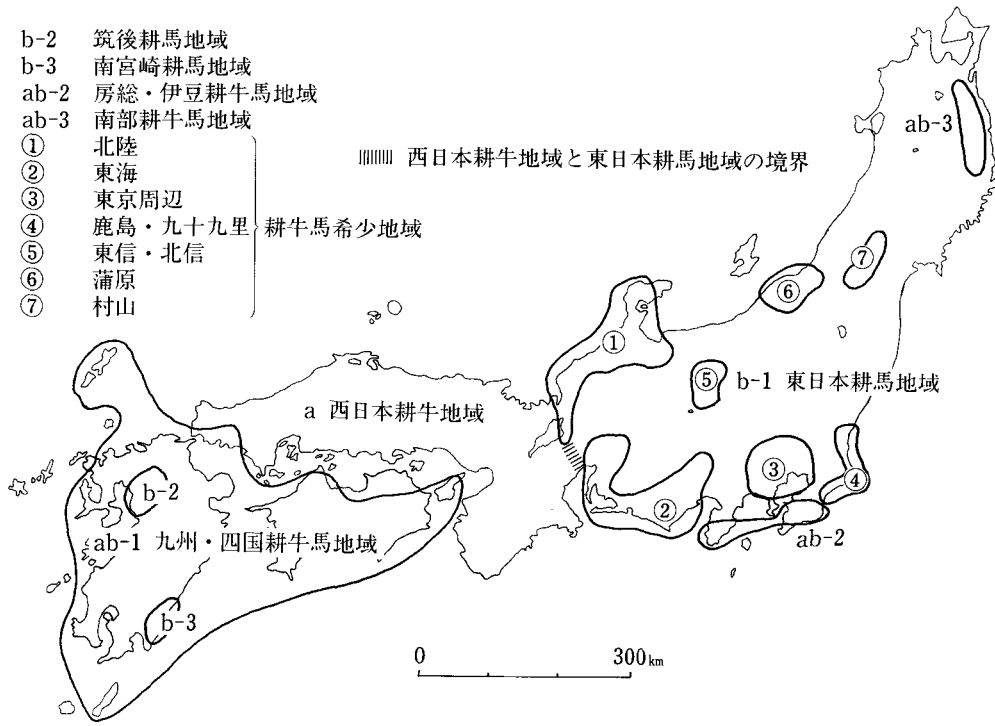 b-2 筑後耕馬地域
b-3 南宮崎耕馬地域
ab-2 房総・伊豆耕牛馬地域
ab-3 南部耕牛馬地域
① 北陸
② 東海
③ 東京周辺
④ 鹿島・九十九里
⑤ 東信・北信
⑥ 蒲原
⑦ 村山
耕牛馬希少地域
西日本耕牛地域と東日本耕馬地域の境界
ab-3
⑦
⑥
①
⑤
b-1 東日本耕馬地域
a 西日本耕牛地域
③
④
b-2
②
ab-2
ab-1 九州・四国耕牛馬地域
b-3
0 300km